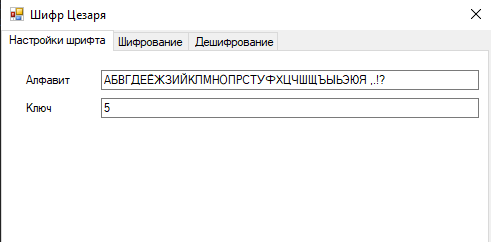 Шифр Цезаря
Настройки шрифта Шифрование Дешифрование
Алфавит АБВГДЕЁЖЗИЙКЛМНОПРСТУФХЦЧШЩЪЫЬЭЮЯ ,.!?
Ключ 5